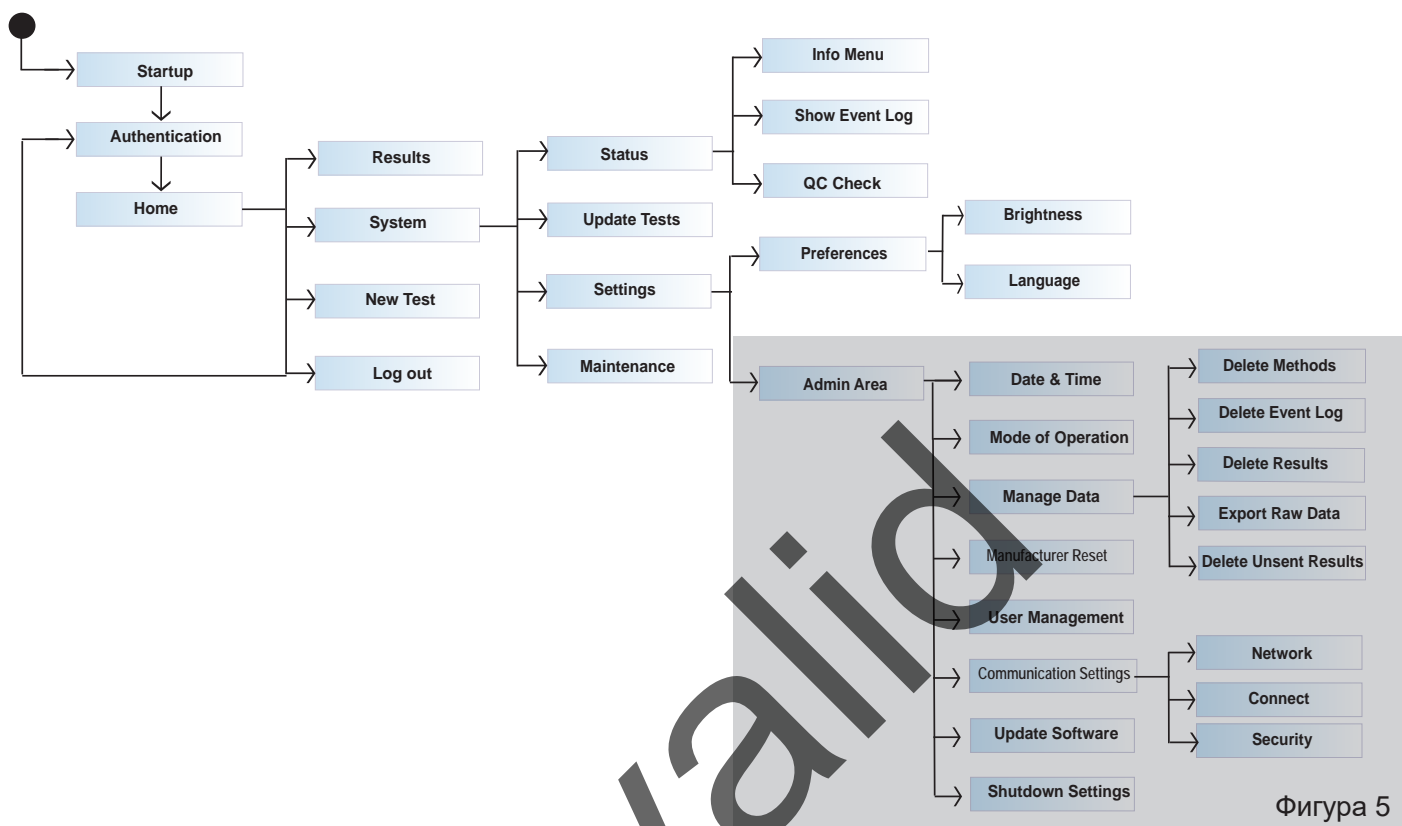 Startup
Authentication
Home
Results
System
New Test
Log out
Status
Update Tests
Settings
Maintenance
Info Menu
Show Event Log
QC Check
Preferences
Admin Area
Brightness
Language
Date & Time
Mode of Operation
Manage Data
Manufacturer Reset
User Management
Communication Settings
Update Software
Shutdown Settings
Delete Methods
Delete Event Log
Delete Results
Export Raw Data
Delete Unsent Results
Network
Connect
Security
Фигура 5
valid